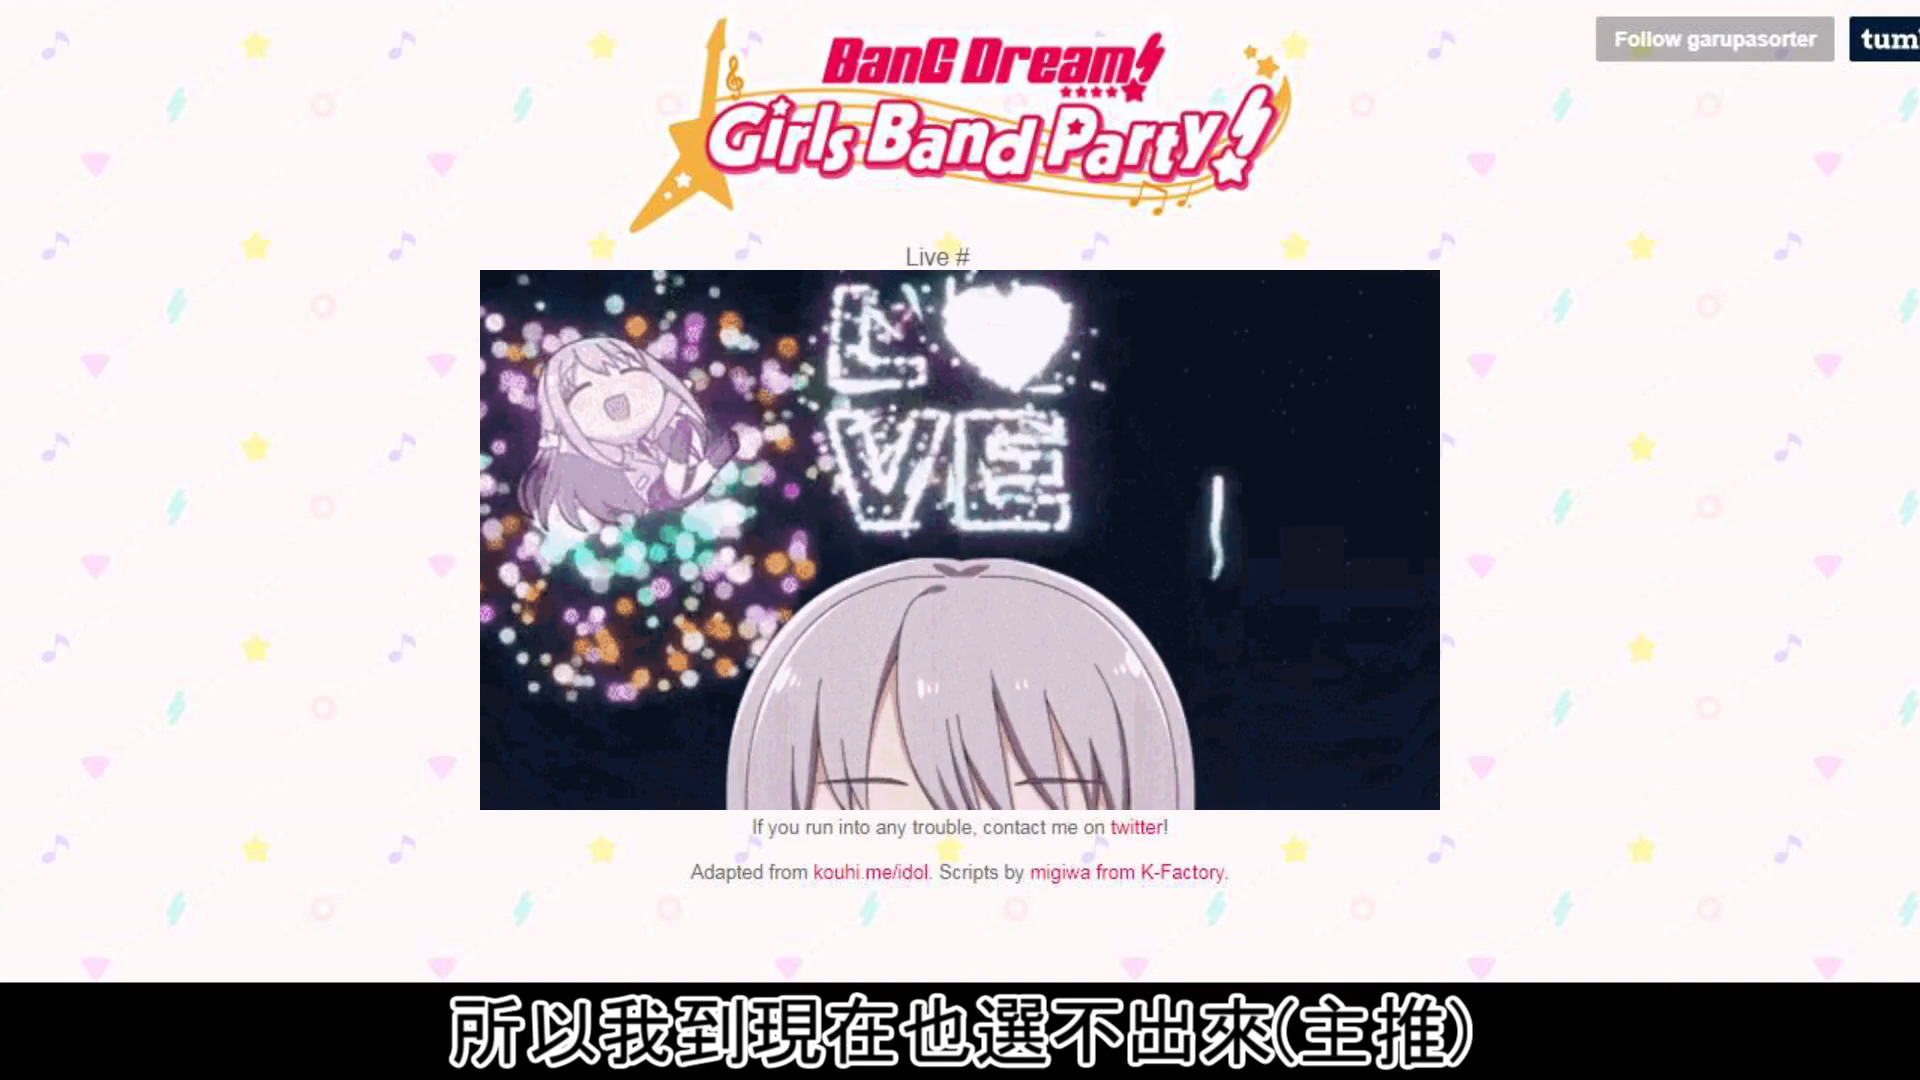 BanG Dream!
Girls Band Party!
Follow garupasorter
tum
Live #
LOVE
If you run into any trouble, contact me on twitter!
Adapted from kouhi.me/idol. Scripts by migiwa from K-Factory.
所以我到現在也選不出來(主推)